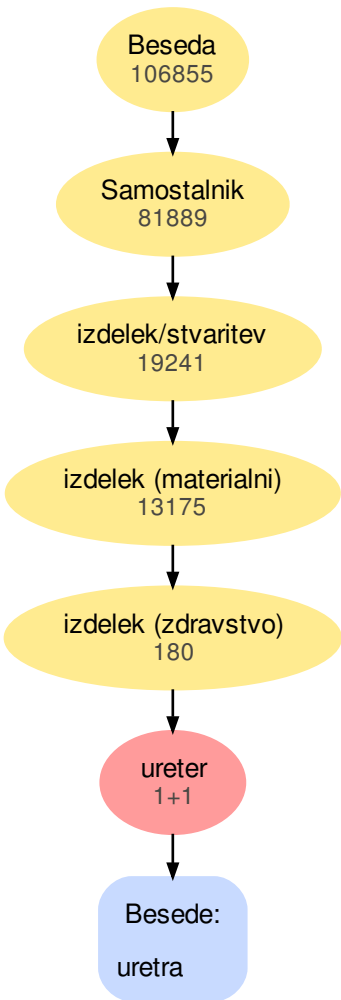 Beseda
106855
Samostalnik
81889
izdelek/stvaritev
19241
izdelek (materialni)
13175
izdelek (zdravstvo)
180
ureter
1+1
Besede:
uretra